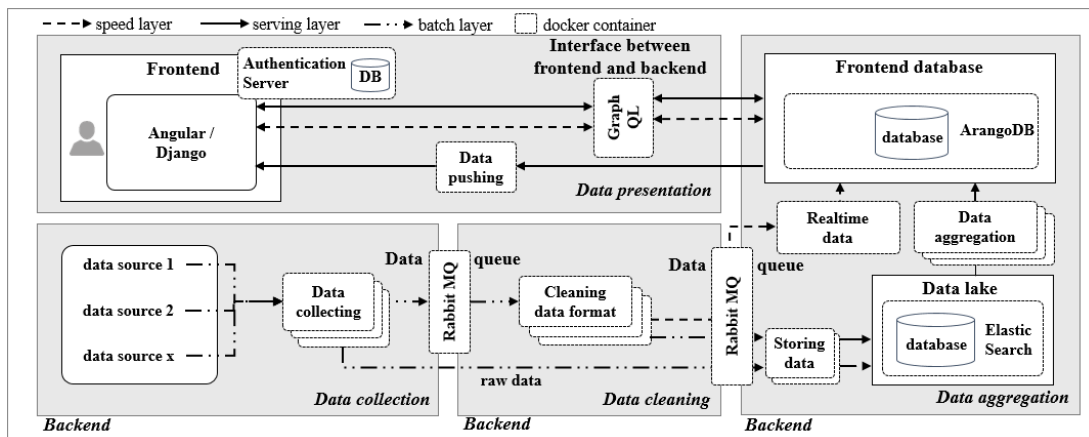 speed layer
serving layer
batch layer
docker container
Frontend
Authentication
Server
DB
Angular /
Django
Interface between
frontend and backend
Graph
QL
Data
pushing
Data presentation
Frontend database
database
ArangoDB
Realtime
data
Data
aggregation
data source 1
data source 2
data source x
Data
collecting
Data
queue
Rabbit MQ
Cleaning
data format
raw data
Data
queue
Rabbit MQ
Storing
data
Data lake
database
Elastic
Search
Data collection
Data cleaning
Data aggregation
Backend
Backend
Backend